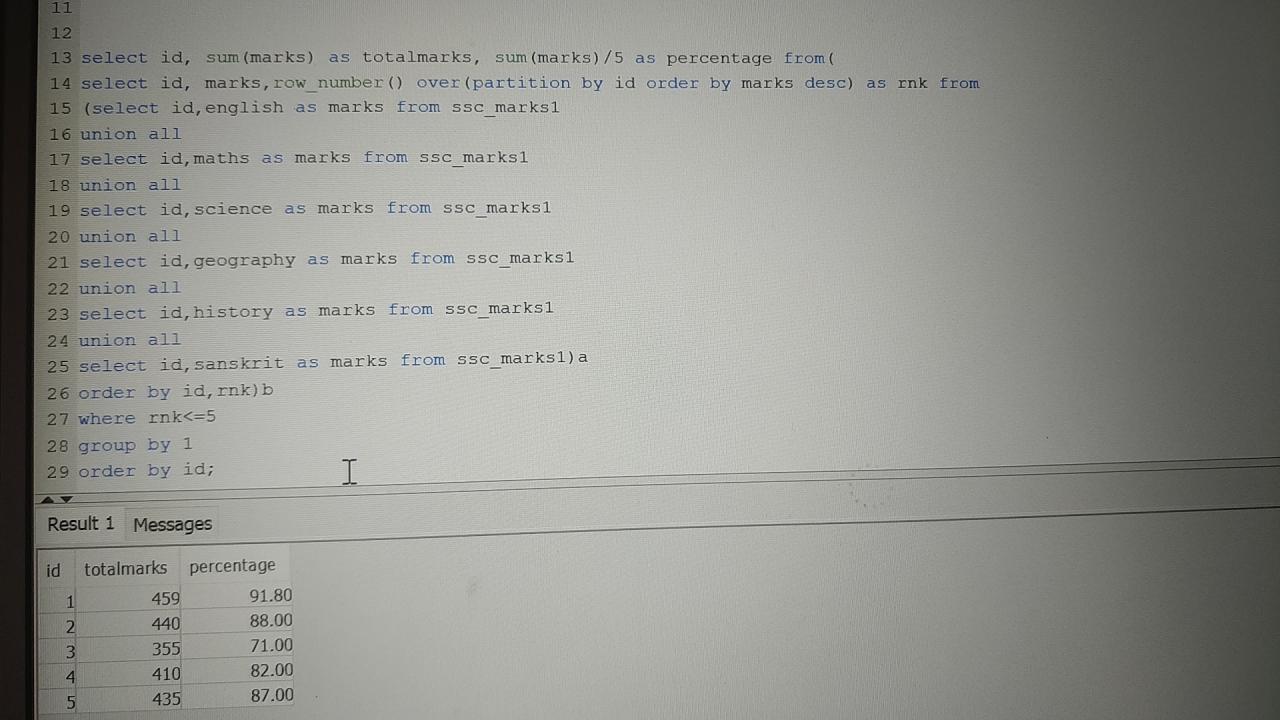 11
12
13 select id, sum(marks) as totalmarks, sum(marks)/5 as percentage from(
14 select id, marks,row_number() over(partition by id order by marks desc) as rnk from
15 (select id,english as marks from ssc_marks1
16 union all
17 select id,maths as marks from ssc_marks1
18 union all
19 select id,science as marks from ssc_marks1
20 union all
21 select id,geography as marks from ssc_marks1
22 union all
23 select id,history as marks from ssc_marks1
24 union all
25 select id,sanskrit as marks from ssc_marks1)a
26 order by id,rnk)b
27 where rnk<=5
28 group by 1
29 order by id;
Result 1 Messages
id totalmarks percentage
1 459 91.80
2 440 88.00
3 355 71.00
4 410 82.00
5 435 87.00